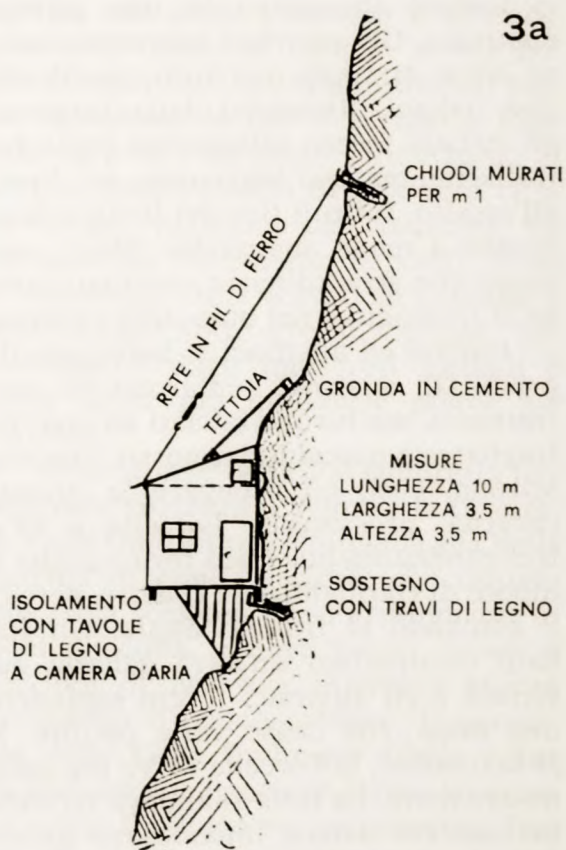 3a
CHIODI MURATI
PER m 1
RETE IN FIL DI FERRO
TETTOIA
GRONDA IN CEMENTO
MISURE
LUNGHEZZA 10 m
LARGHEZZA 3,5 m
ALTEZZA 3,5 m
SOSTEGNO
CON TRAVI DI LEGNO
ISOLAMENTO
CON TAVOLE
DI LEGNO
A CAMERA D'ARIA